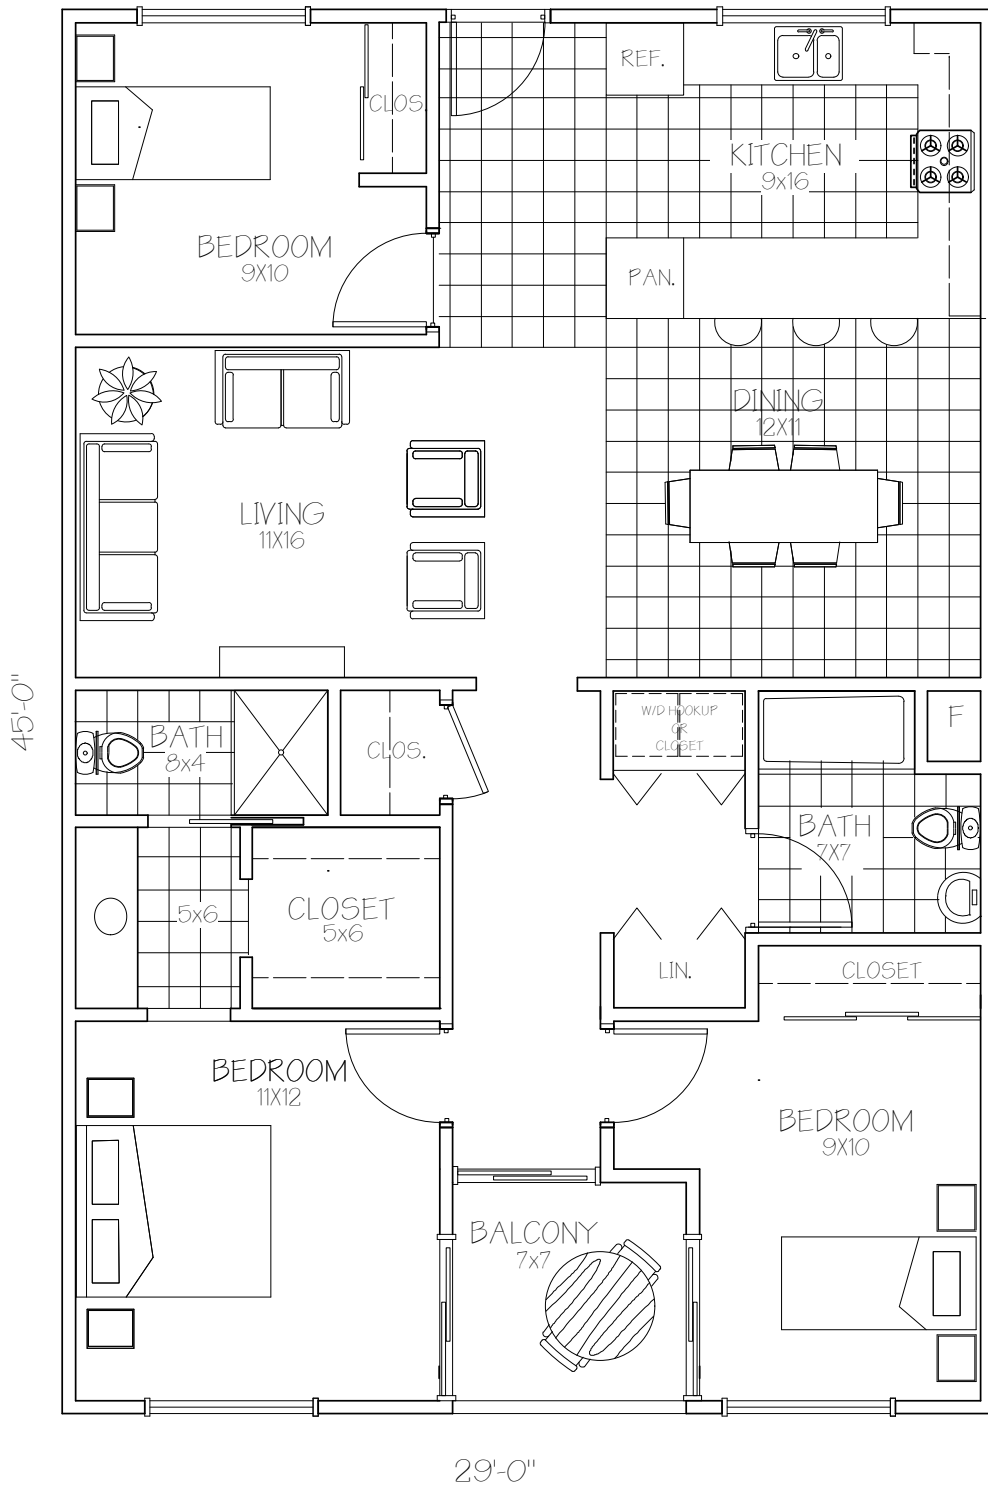 REF.
CLOS.
KITCHEN
9x16
BEDROOM
9X10
PAN.
DINING
12X11
LIVING
11X16
45'-0"
W/D HOOKUP
OR
CLOSET
F
BATH
8x4
CLOS.
BATH
7X7
5x6
CLOSET
5x6
LIN.
CLOSET
BEDROOM
11X12
BEDROOM
9X10
BALCONY
7x7
29'-0"